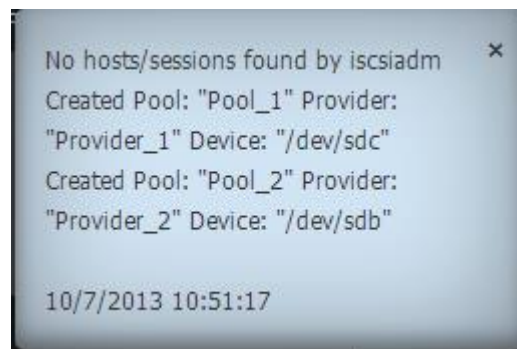 No hosts/sessions found by iscsiadm
Created Pool: "Pool_1" Provider:
"Provider_1" Device: "/dev/sdc"
Created Pool: "Pool_2" Provider:
"Provider_2" Device: "/dev/sdb"
10/7/2013 10:51:17